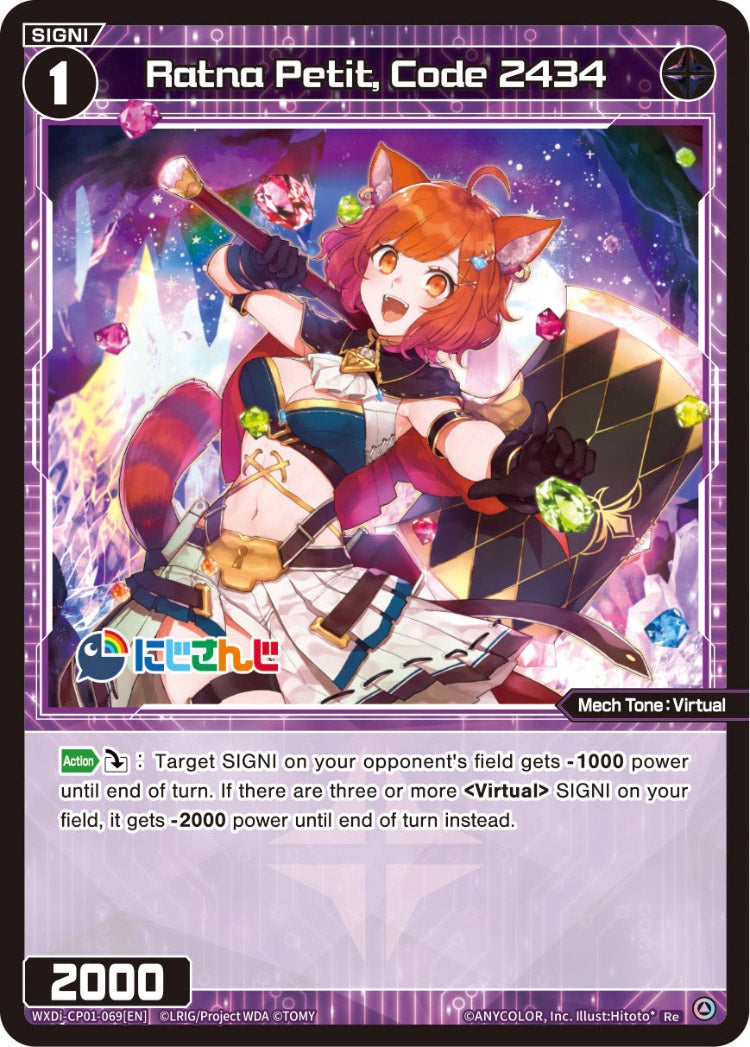 SIGNI
1
Ratna Petit, Code 2434
にじさんじ
Mech Tone:Virtual
Action : Target SIGNI on your opponent's field gets -1000 power
until end of turn. If there are three or more <Virtual> SIGNI on your
field, it gets -2000 power until end of turn instead.
2000
WXDi-CP01-069[EN] ©LRIG/Project WDA ©TOMY ©ANYCOLOR, Inc. Illust:Hitoto* Re